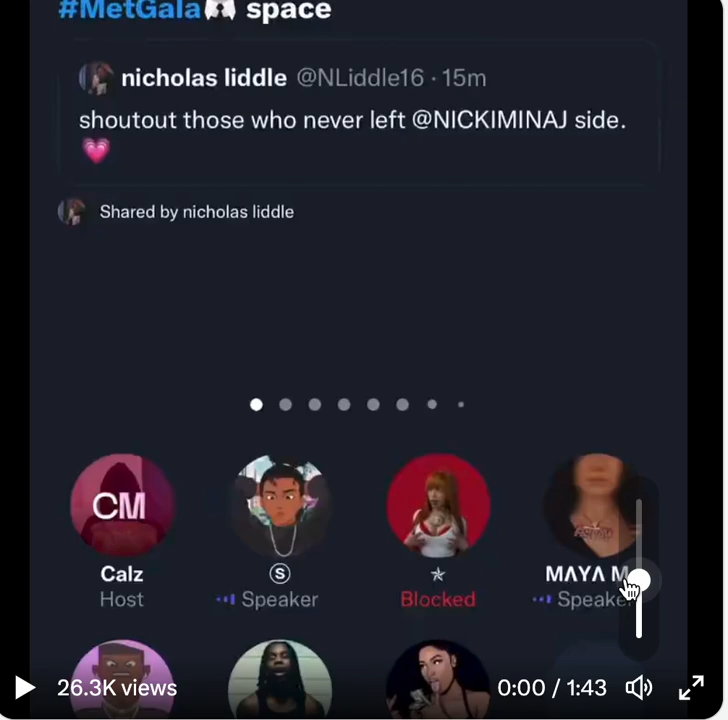 #MetGala space
nicholas liddle @NLiddle16 · 15m
shoutout those who never left @NICKIMINAJ side.
💗
Shared by nicholas liddle
CM
Calz
Host
Ⓢ
Speaker
Blocked
MΛYΛ M
Speaker
26.3K views
0:00 / 1:43